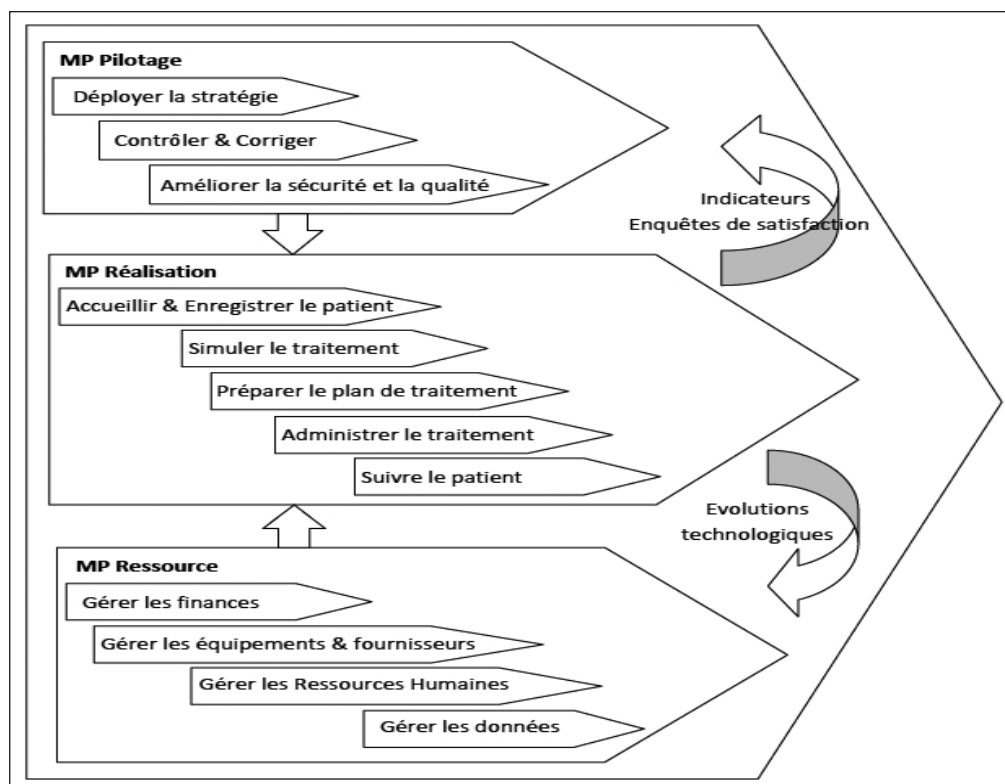 MP Pilotage
Déployer la stratégie
Contrôler & Corriger
Améliorer la sécurité et la qualité
Indicateurs
Enquêtes de satisfaction
MP Réalisation
Accueillir & Enregistrer le patient
Simuler le traitement
Préparer le plan de traitement
Administrer le traitement
Suivre le patient
Evolutions
technologiques
MP Ressource
Gérer les finances
Gérer les équipements & fournisseurs
Gérer les Ressources Humaines
Gérer les données